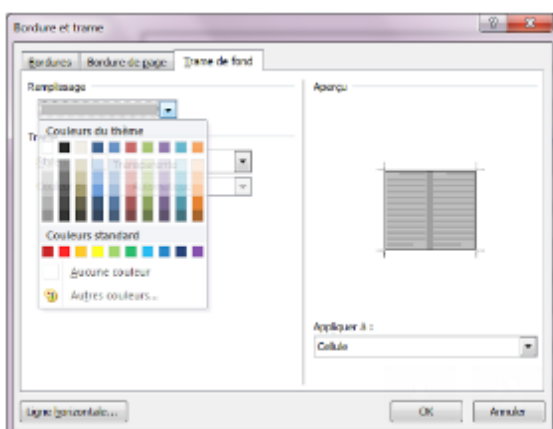 Bordure et trame
Bordures Bordure de page Trame de fond
Remplissage
Aperçu
Couleurs du thème
Transparente
Couleurs standard
Aucune couleur
Autres couleurs...
Appliquer à :
Cellule
Ligne horizontale...
OK
Annuler